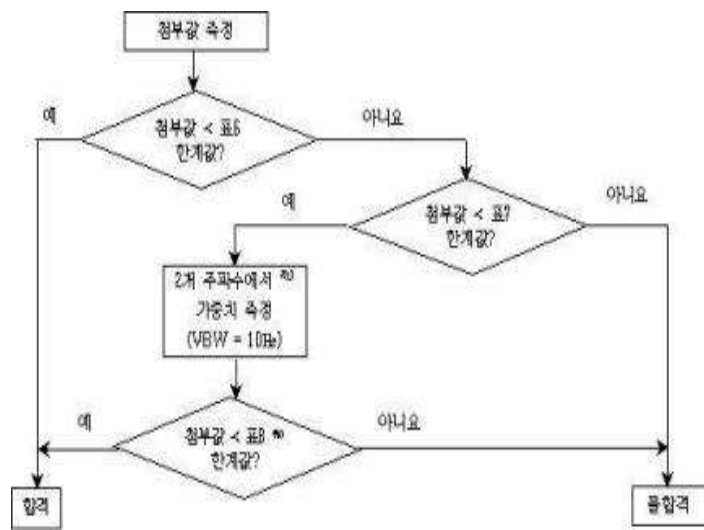 첨부값 측정
예
아니요
첨부값 < 표6
한계값?
예
아니요
첨부값 < 표7
한계값?
2개 주파수에서 주1)
가중치 측정
(VBW = 10Hz)
예
아니요
첨부값 < 표8
한계값?
합격
불합격